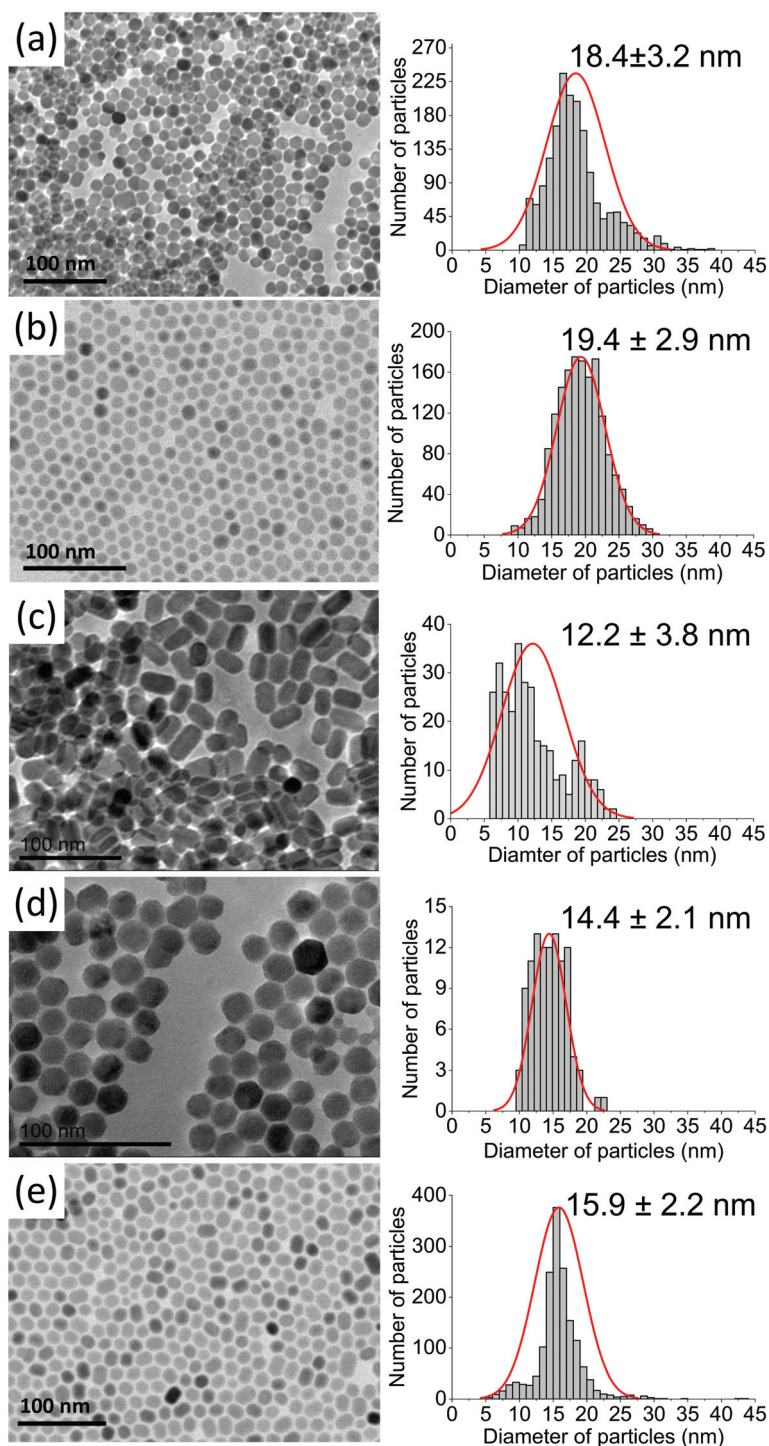 (a)
100 nm
18.4±3.2 nm
Number of particles
270
225
180
135
90
45
0
0 5 10 15 20 25 30 35 40 45
Diameter of particles (nm)
(b)
100 nm
19.4 ± 2.9 nm
Number of particles
200
160
120
80
40
0
0 5 10 15 20 25 30 35 40 45
Diameter of particles (nm)
(c)
100 nm
12.2 ± 3.8 nm
Number of particles
40
30
20
10
0
0 5 10 15 20 25 30 35 40 45
Diamter of particles (nm)
(d)
100 nm
14.4 ± 2.1 nm
Number of particles
15
12
9
6
3
0
0 5 10 15 20 25 30 35 40 45
Diameter of particles (nm)
(e)
100 nm
15.9 ± 2.2 nm
Number of particles
400
300
200
100
0
0 5 10 15 20 25 30 35 40 45
Diameter of particles (nm)